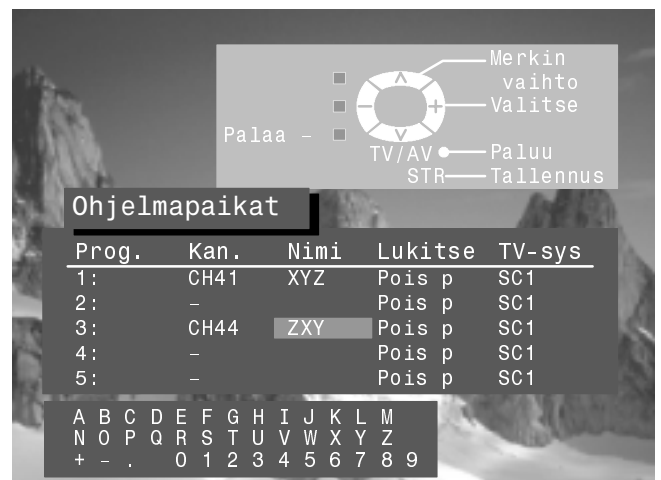 Merkin
vaihto
Valitse
Palaa –
TV/AV Paluu
STR Tallennus
Ohjelmapaikat
Prog. Kan. Nimi Lukitse TV-sys
1: CH41 XYZ Pois p SC1
2: – Pois p SC1
3: CH44 ZXY Pois p SC1
4: – Pois p SC1
5: – Pois p SC1
A B C D E F G H I J K L M
N O P Q R S T U V W X Y Z
+ – . 0 1 2 3 4 5 6 7 8 9